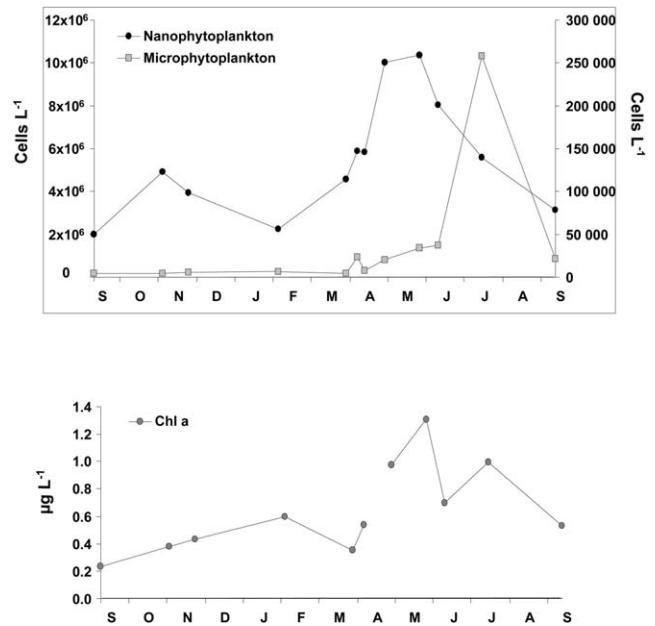 12x10⁶
10x10⁶
8x10⁶
6x10⁶
4x10⁶
2x10⁶
0
Cells L⁻¹
Nanophytoplankton
Microphytoplankton
300 000
250 000
200 000
150 000
100 000
50 000
0
Cells L⁻¹
S O N D J F M A M J J A S
1.4
1.2
1.0
0.8
0.6
0.4
0.2
0.0
µg L⁻¹
Chl a
S O N D J F M A M J J A S